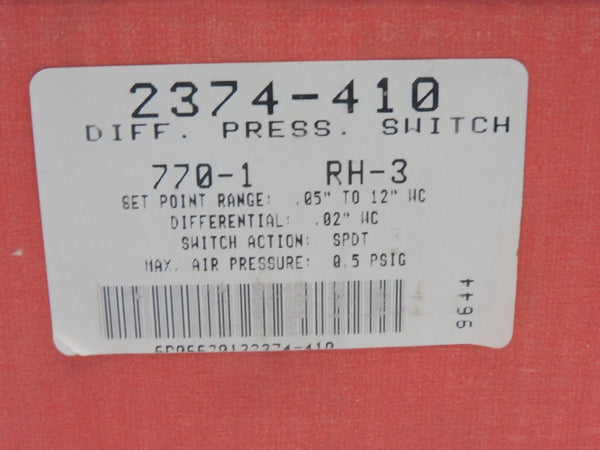 2374-410
DIFF. PRESS. SWITCH
770-1 RH-3
SET POINT RANGE: .05" TO 12" WC
DIFFERENTIAL: .02" WC
SWITCH ACTION: SPDT
MAX. AIR PRESSURE: 0.5 PSIG
9644